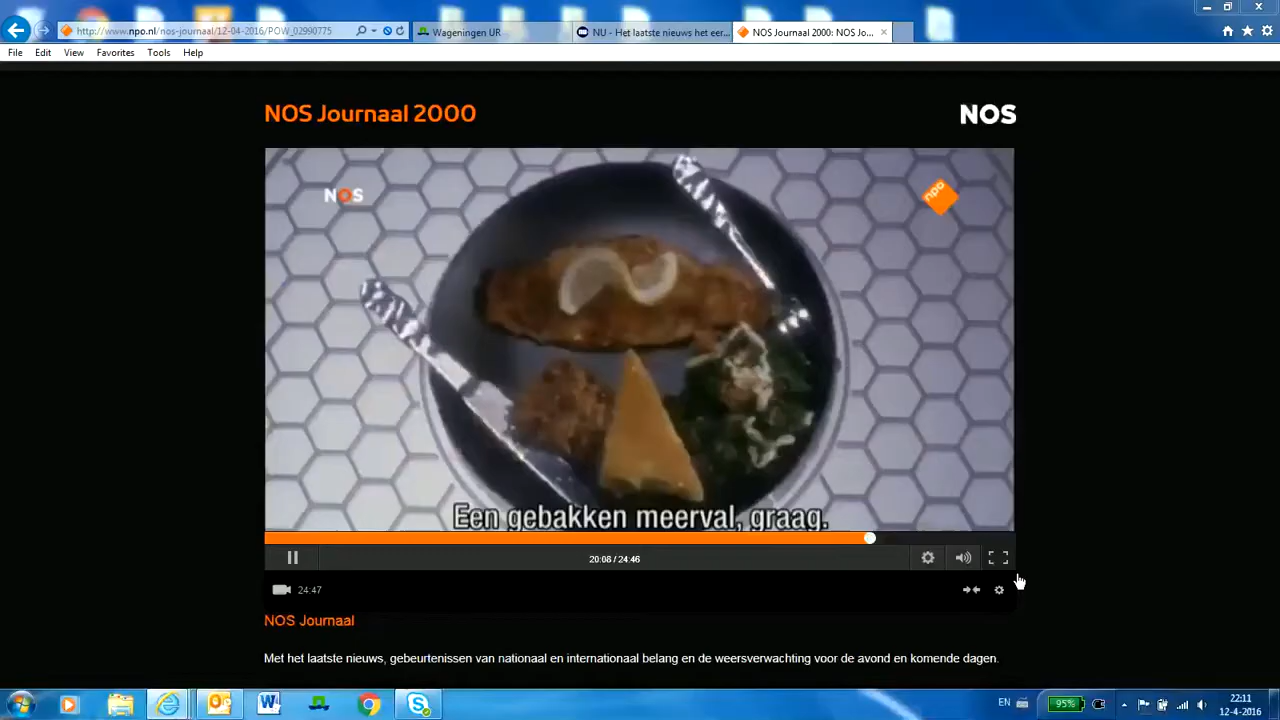 http://www.npo.nl/nos-journaal/12-04-2016/POW_02990775
Wageningen UR
NU - Het laatste nieuws het eer...
NOS Journaal 2000: NOS Jo...
File Edit View Favorites Tools Help
NOS Journaal 2000
NOS
NOS
npo
Een gebakken meerval, graag.
20:08 / 24:46
24:47
NOS Journaal
Met het laatste nieuws, gebeurtenissen van nationaal en internationaal belang en de weersverwachting voor de avond en komende dagen.
EN
95%
22:11
12-4-2016